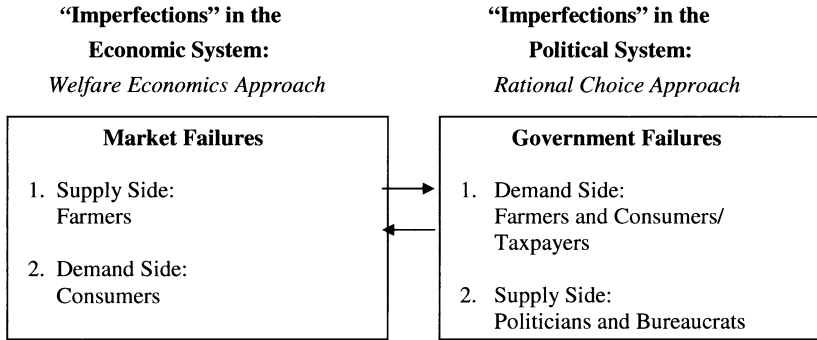 “Imperfections” in the
Economic System:
Welfare Economics Approach
Market Failures
1. Supply Side:
Farmers
2. Demand Side:
Consumers
“Imperfections” in the
Political System:
Rational Choice Approach
Government Failures
1. Demand Side:
Farmers and Consumers/
Taxpayers
2. Supply Side:
Politicians and Bureaucrats